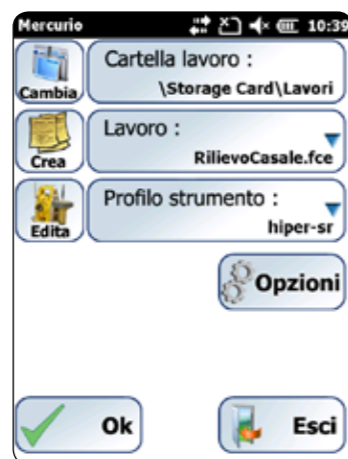 Mercurio 10:39
Cambia
Cartella lavoro :
\Storage Card\Lavori
Crea
Lavoro :
RilievoCasale.fce
Edita
Profilo strumento :
hiper-sr
Opzioni
Ok
Esci